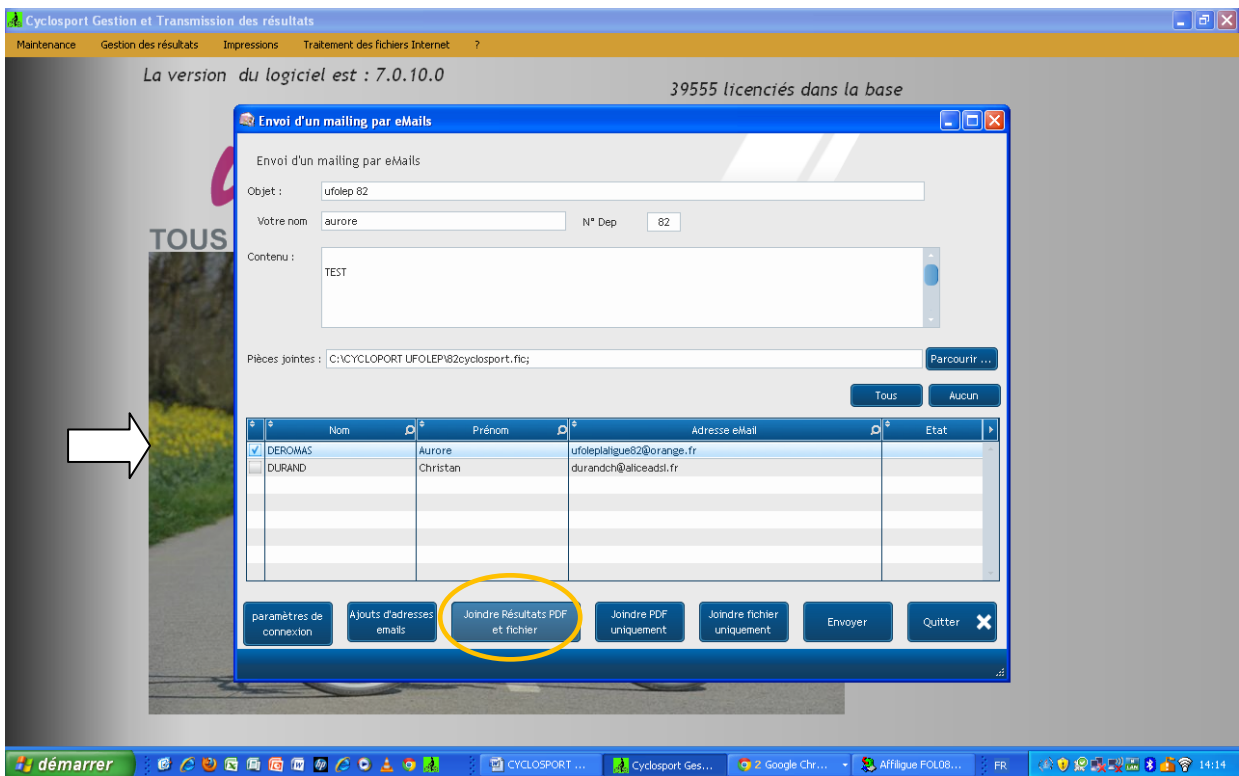 Cyclosport Gestion et Transmission des résultats
Maintenance Gestion des résultats Impressions Traitement des fichiers Internet ?
La version du logiciel est : 7.0.10.0
39555 licenciés dans la base
Envoi d'un mailing par eMails
Envoi d'un mailing par eMails
Objet : ufolep 82
Votre nom aurore N° Dep 82
TOUS
Contenu :
TEST
Pièces jointes : C:\CYCLOPORT UFOLEP\82cyclosport.fic; Parcourir ...
Tous Aucun
Nom Prénom Adresse eMail Etat
DEROMAS Aurore ufoleplaligue82@orange.fr
DURAND Christan durandch@aliceadsl.fr
paramètres de connexion
Ajouts d'adresses emails
Joindre Résultats PDF et fichier
Joindre PDF uniquement
Joindre fichier uniquement
Envoyer
Quitter
démarrer CYCLOSPORT ... Cyclosport Ges... 2 Google Chr... Affiligue FOL08... FR 14:14